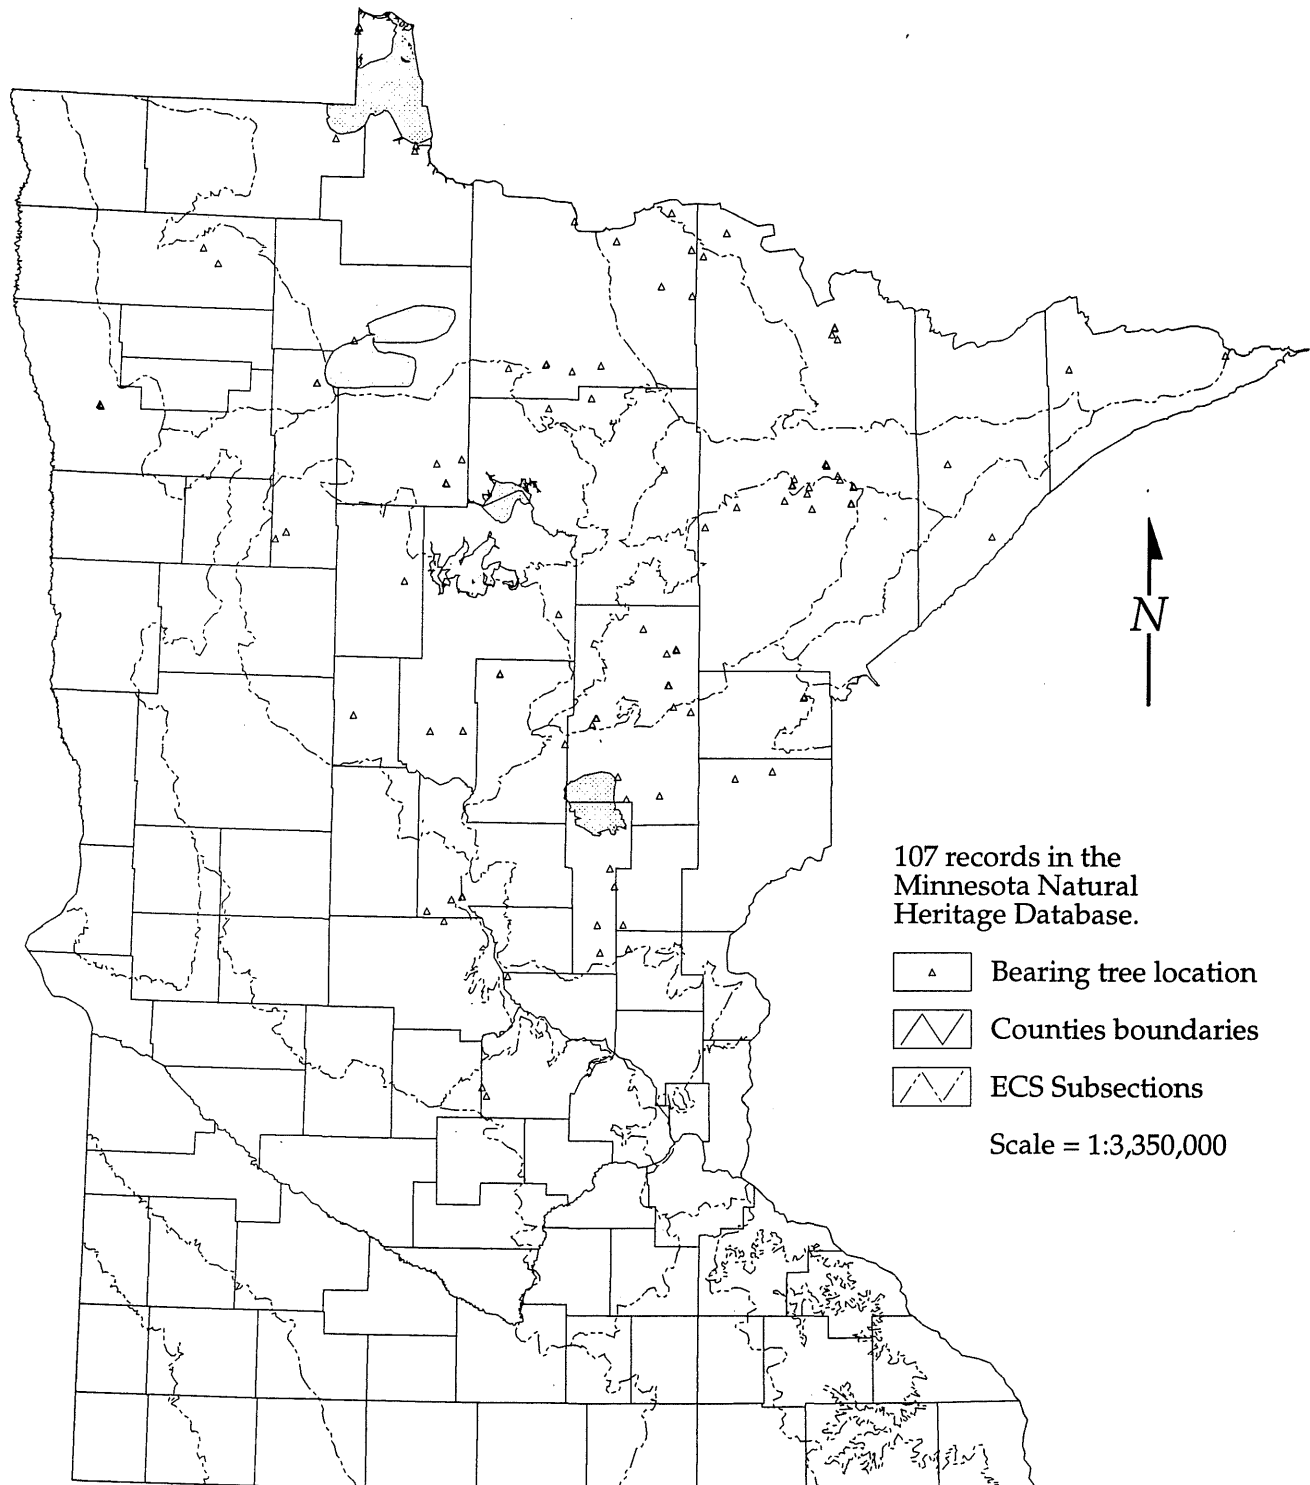 N
107 records in the
Minnesota Natural
Heritage Database.
Bearing tree location
Counties boundaries
ECS Subsections
Scale = 1:3,350,000